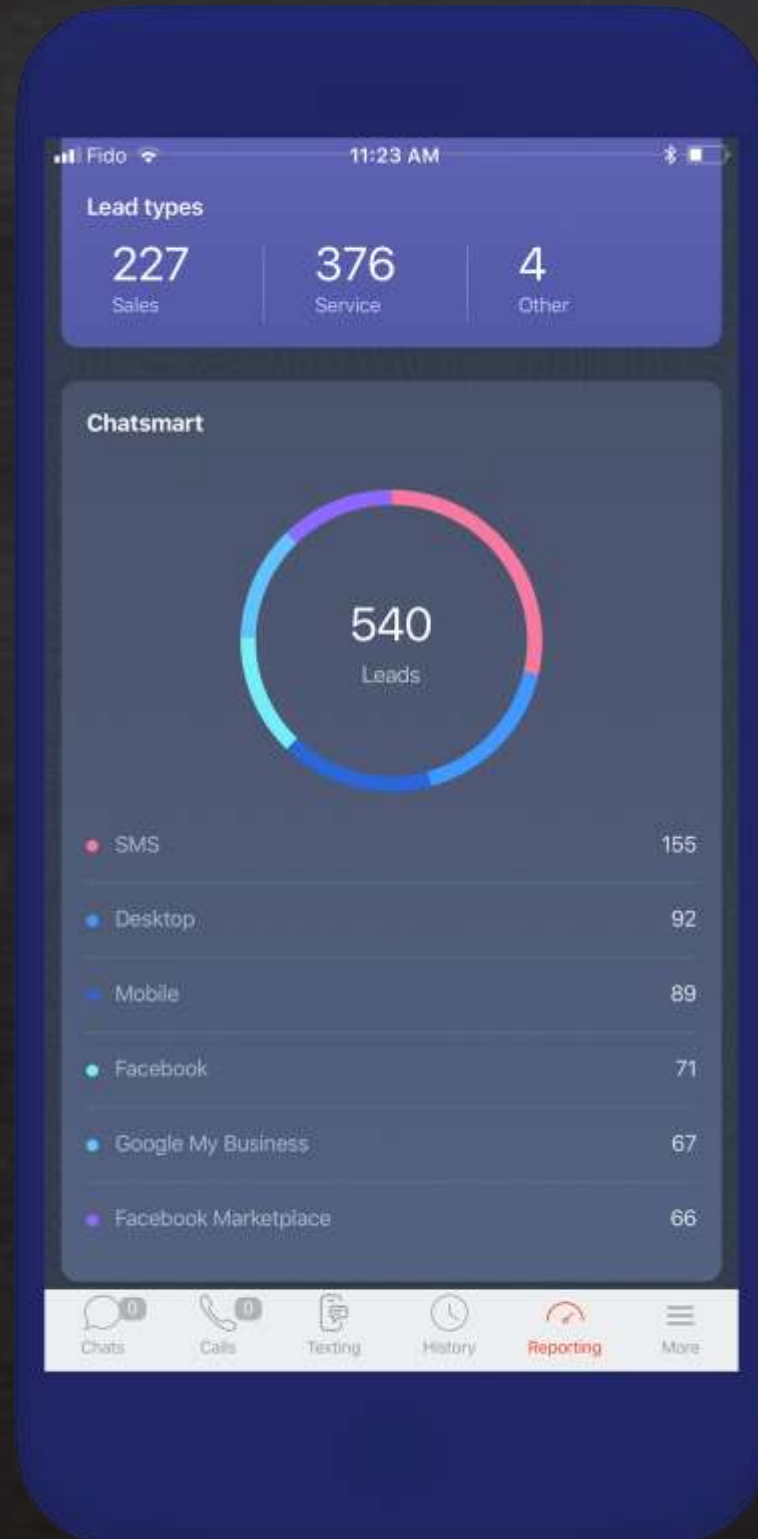 Fido 11:23 AM
Lead types
227 376 4
Sales Service Other
Chatsmart
540
Leads
SMS 155
Desktop 92
Mobile 89
Facebook 71
Google My Business 67
Facebook Marketplace 66
0 0
Chats Calls Texting History Reporting More